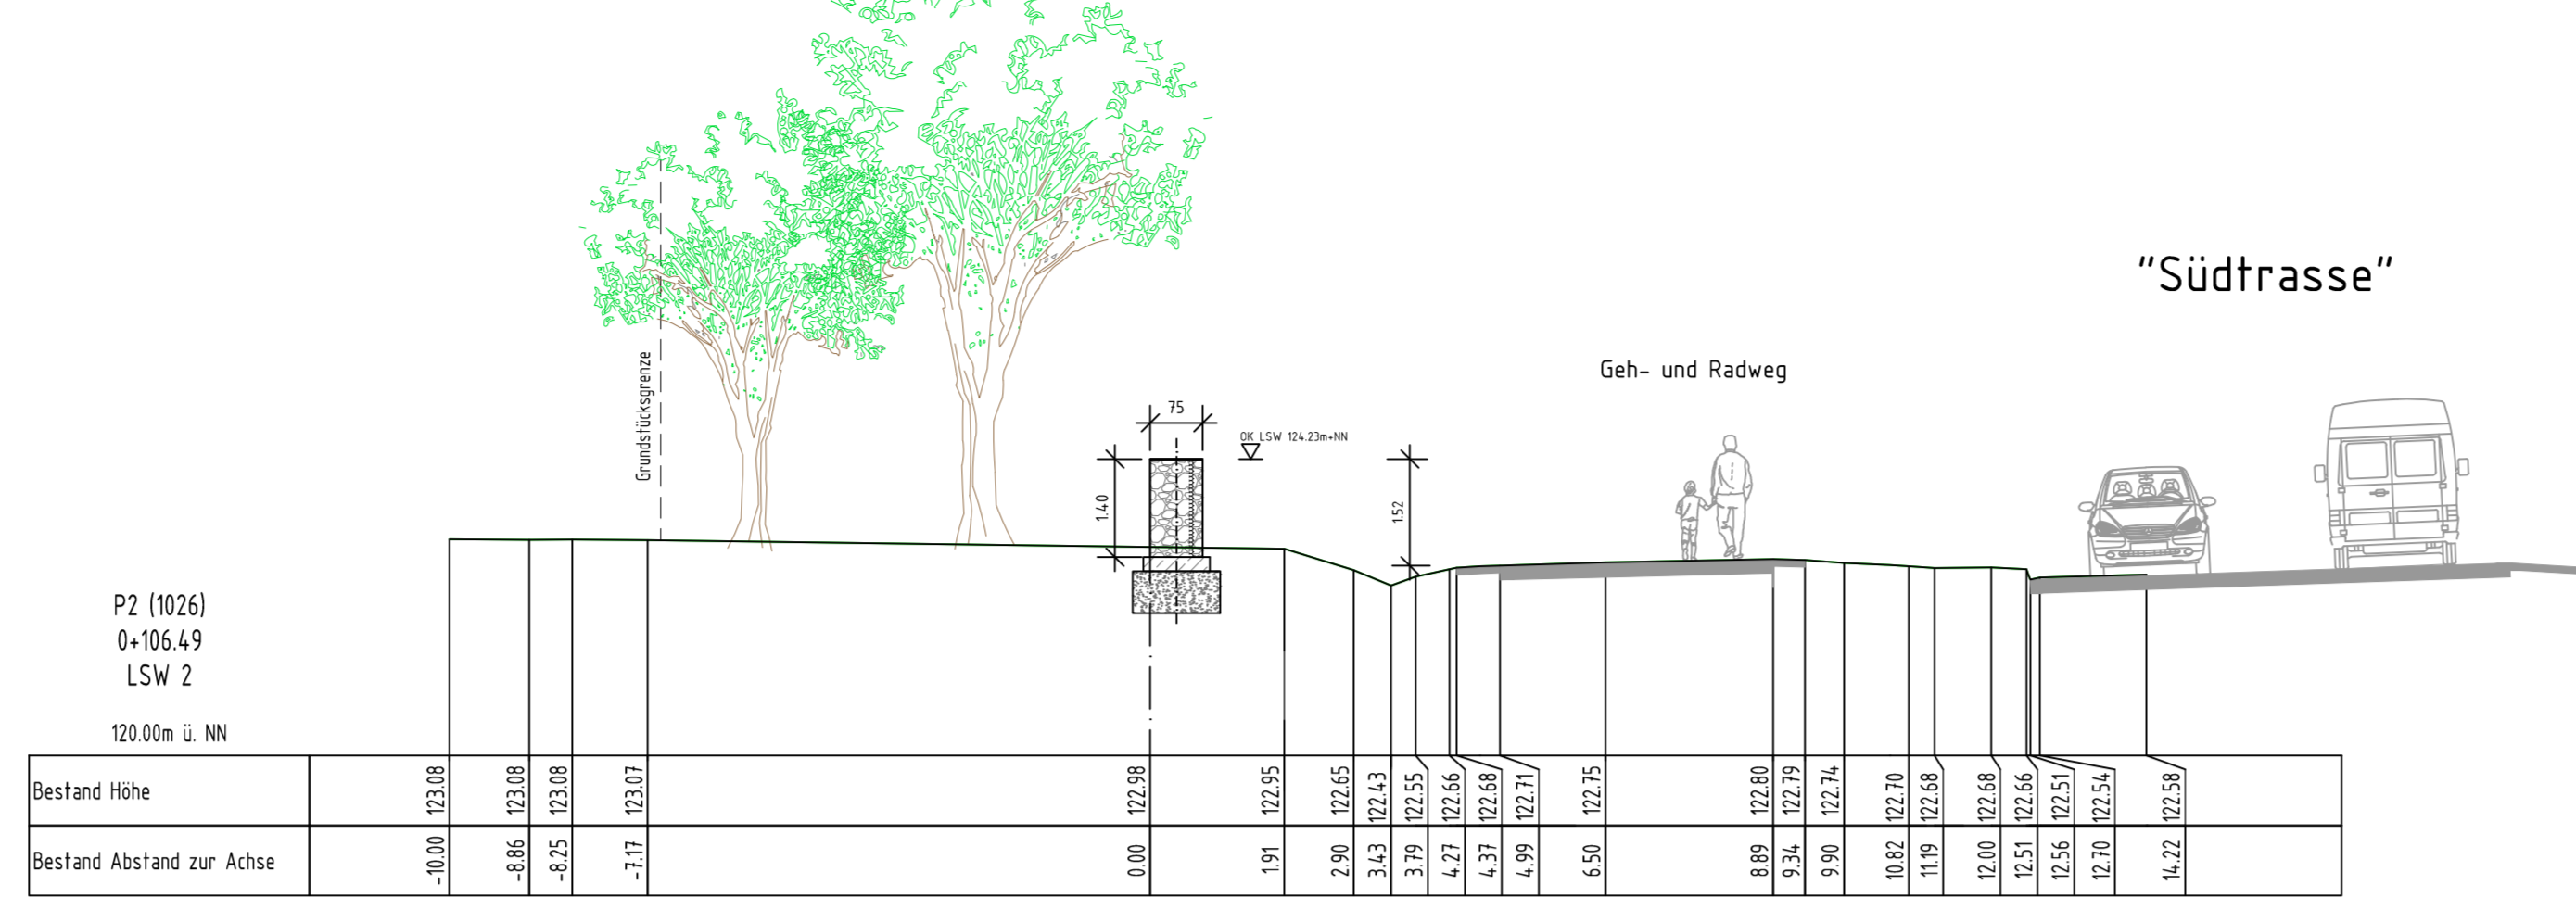 "Südtrasse"
Geh- und Radweg
Grundstücksgrenze
75
OK LSW 124.23m+NN
1.40
1.52
P2 (1026)
0+106.49
LSW 2
120.00m ü. NN
Bestand Höhe 123.08 123.08 123.08 123.07 122.98 122.95 122.65 122.43 122.55 122.66 122.68 122.71 122.75 122.80 122.79 122.74 122.70 122.68 122.68 122.66 122.51 122.54 122.58
Bestand Abstand zur Achse -10.00 -8.86 -8.25 -7.17 0.00 1.91 2.90 3.43 3.79 4.27 4.37 4.99 6.50 8.89 9.34 9.90 10.82 11.19 12.00 12.51 12.56 12.70 14.22